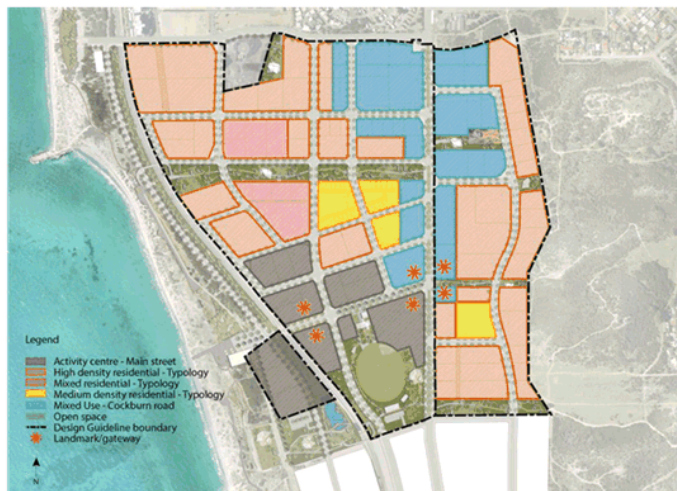 Legend
Activity centre - Main street
High density residential - Typology
Mixed residential - Typology
Medium density residential - Typology
Mixed Use - Cockburn road
Open space
Design Guideline boundary
Landmark/gateway
N